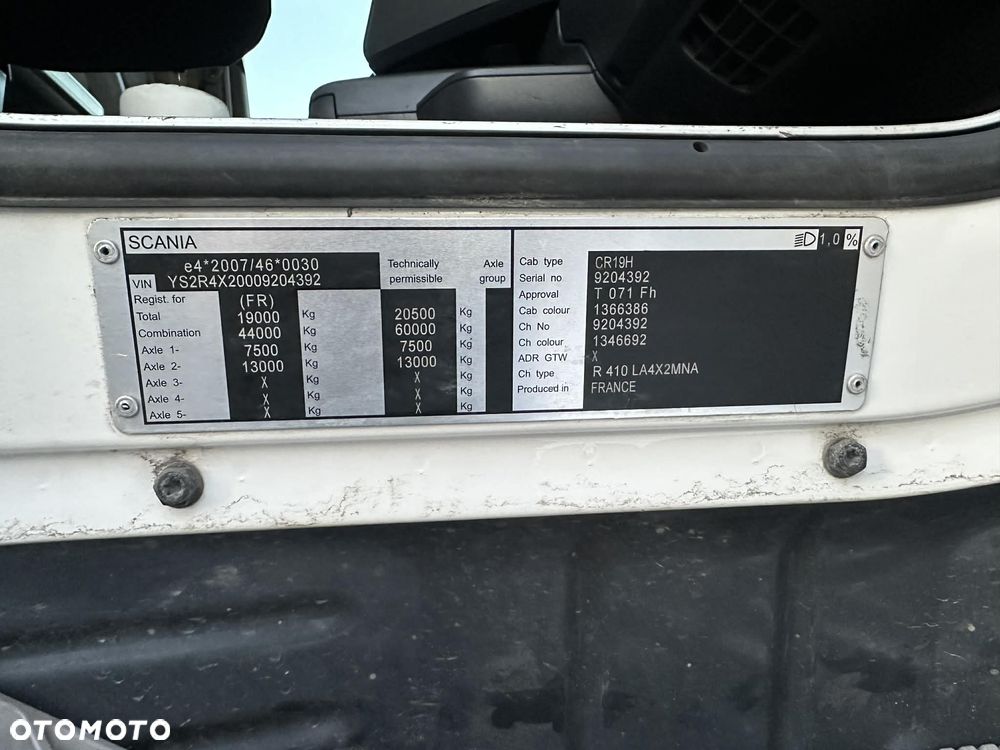 SCANIA
e4*2007/46*0030
VIN YS2R4X20009204392
Technically permissible
Axle group
Regist. for (FR)
Total 19000 Kg 20500 Kg
Combination 44000 Kg 60000 Kg
Axle 1- 7500 Kg 7500 Kg
Axle 2- 13000 Kg 13000 Kg
Axle 3- X Kg X Kg
Axle 4- X Kg X Kg
Axle 5- X Kg X Kg
1,0 %
Cab type CR19H
Serial no 9204392
Approval T 071 Fh
Cab colour 1366386
Ch No 9204392
Ch colour 1346692
ADR GTW X
Ch type R 410 LA4X2MNA
Produced in FRANCE
OTOMOTO